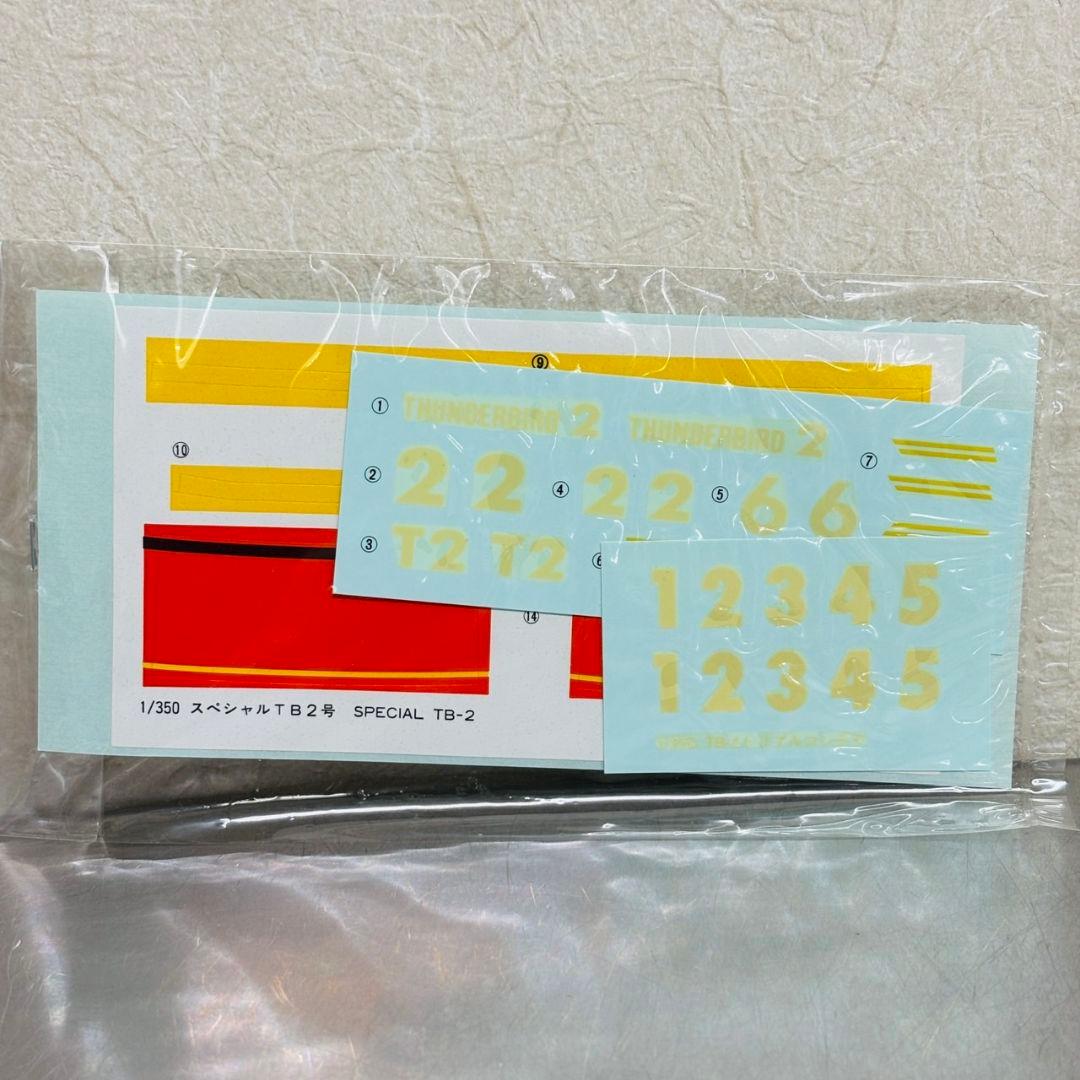 ⑨
① THUNDERBIRD 2 THUNDERBIRD 2
⑩
② 2 2 ④ 2 2 ⑤ 6 6 ⑦
③ T2 T2
1 2 3 4 5
⑭
1 2 3 4 5
1/350 スペシャルTB2号 SPECIAL TB-2